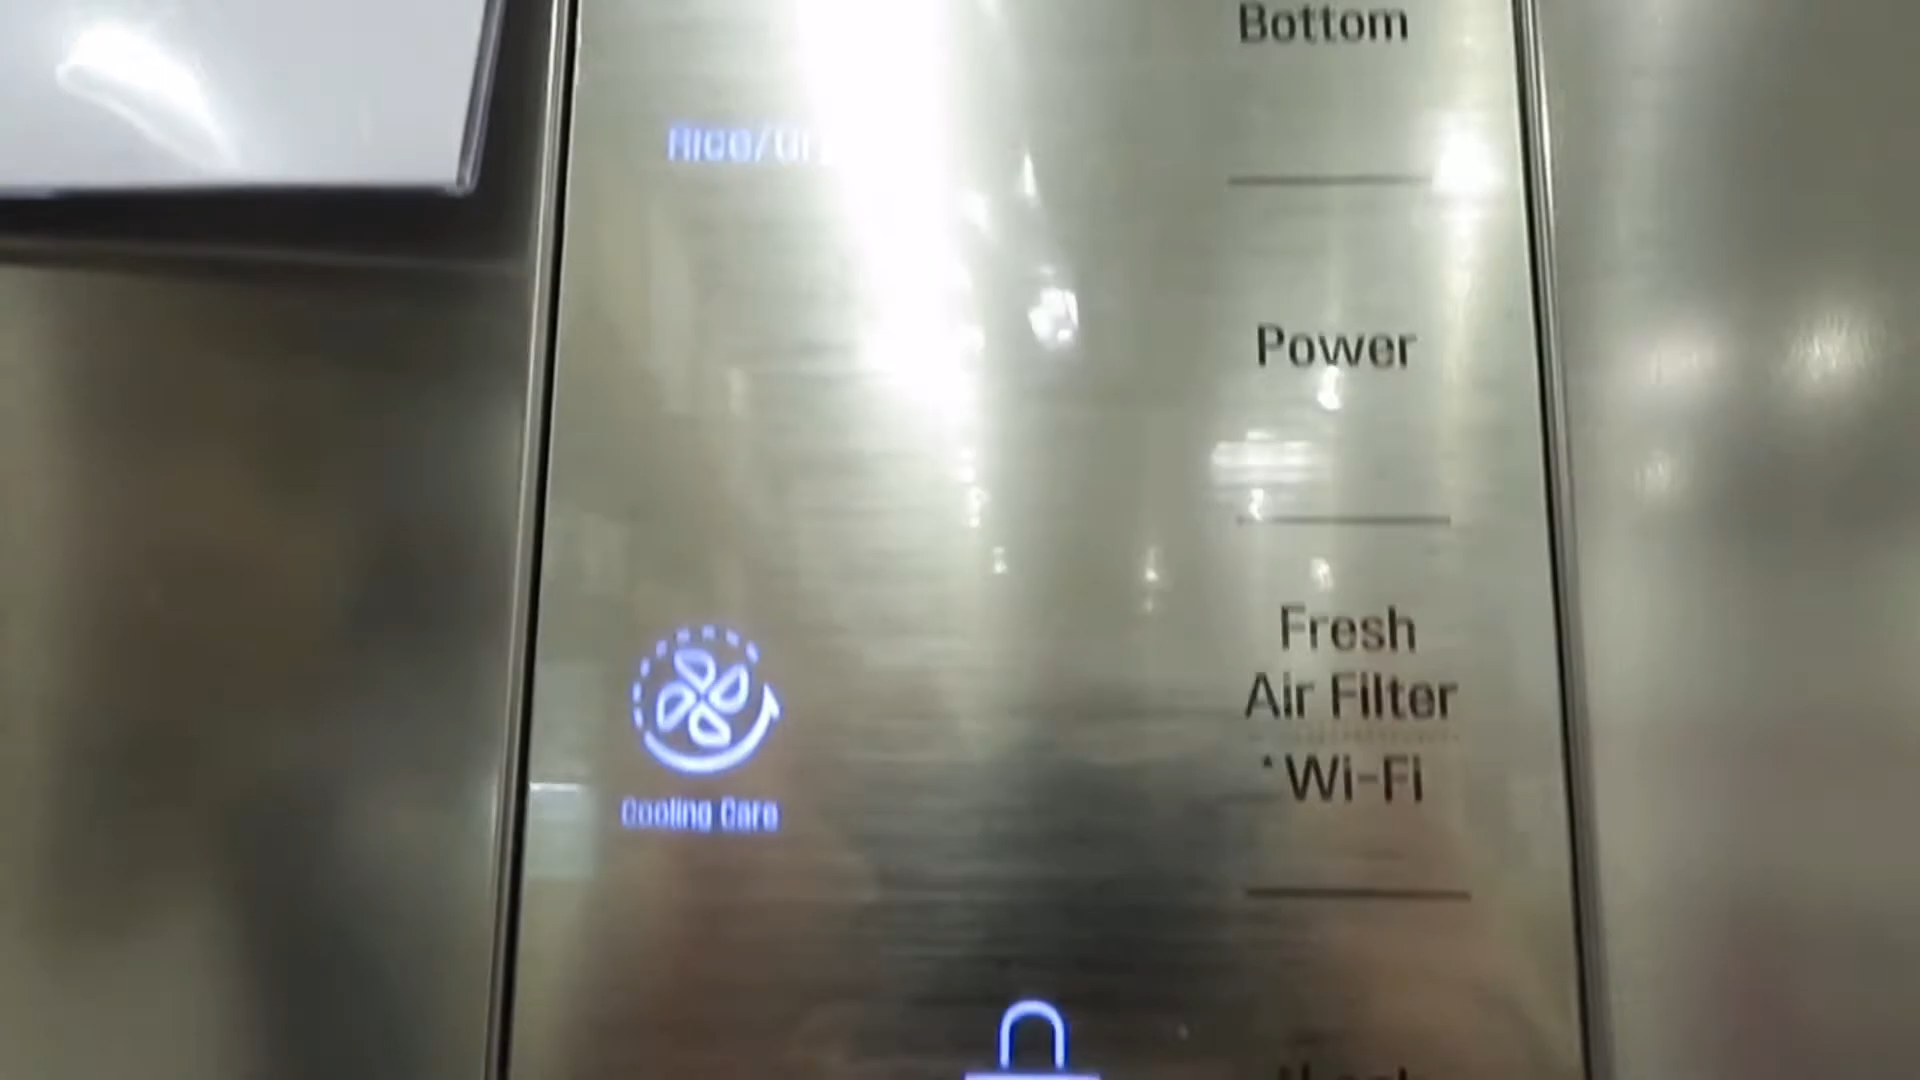 Bottom
Power
Fresh
Air Filter
* Wi-Fi
Cooling Care